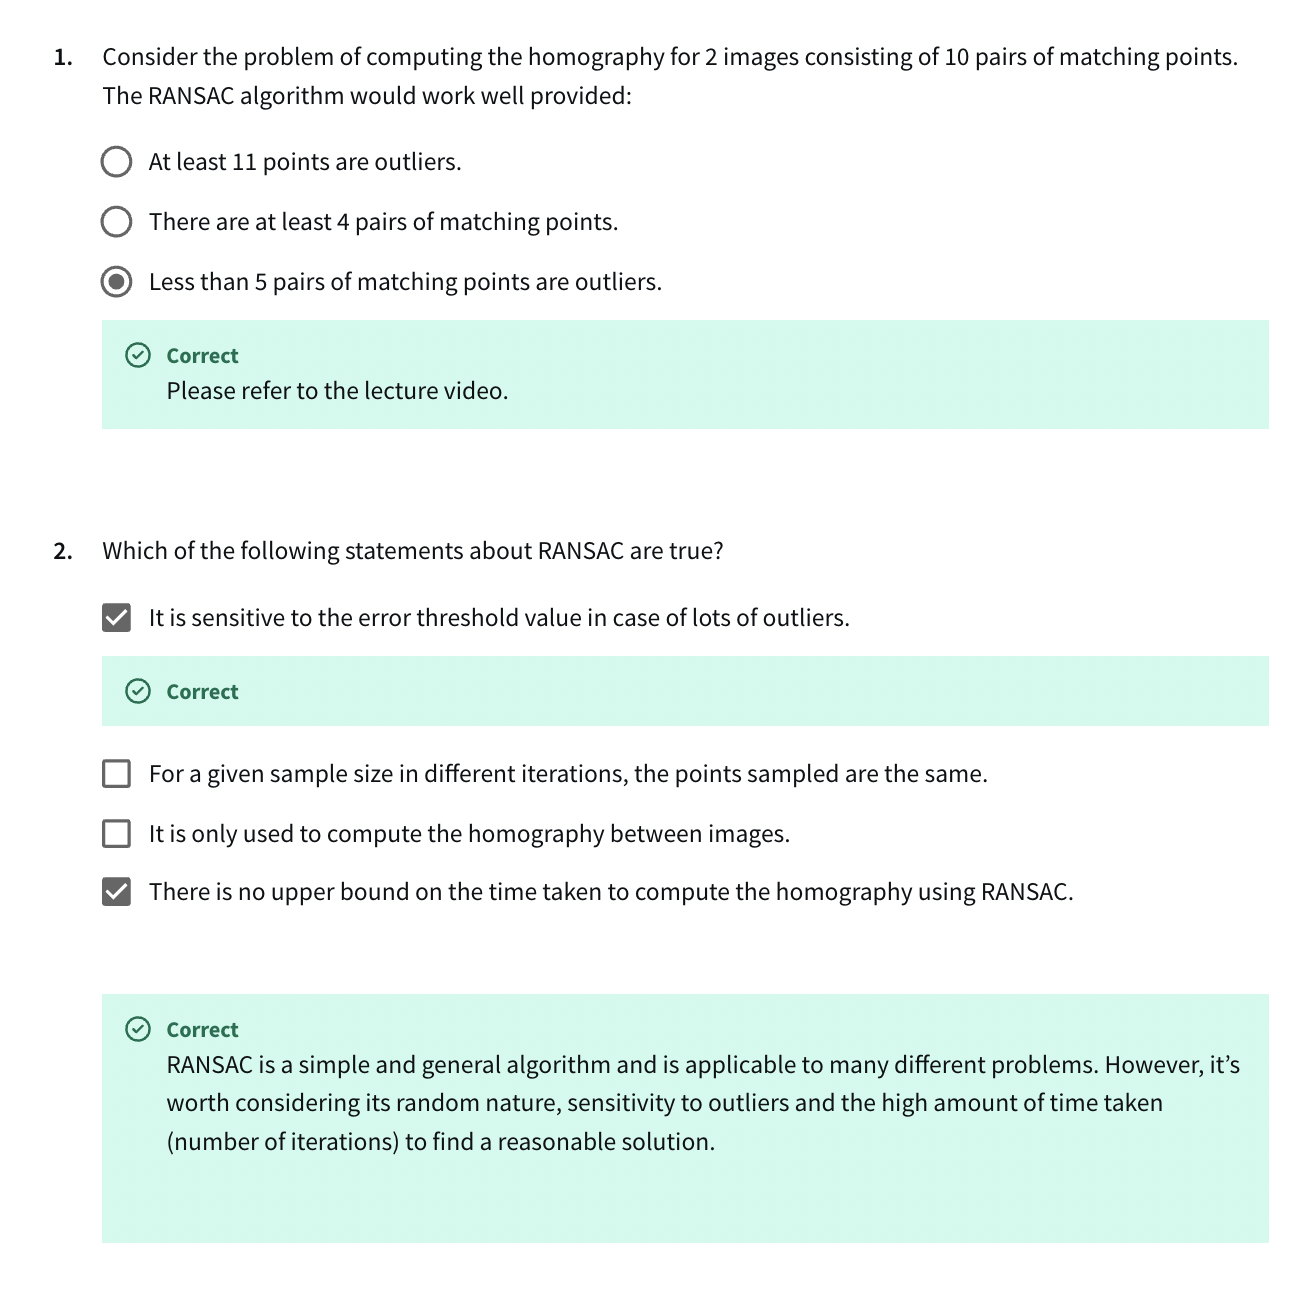 1. Consider the problem of computing the homography for 2 images consisting of 10 pairs of matching points.
The RANSAC algorithm would work well provided:
At least 11 points are outliers.
There are at least 4 pairs of matching points.
Less than 5 pairs of matching points are outliers.
Correct
Please refer to the lecture video.
2. Which of the following statements about RANSAC are true?
It is sensitive to the error threshold value in case of lots of outliers.
Correct
For a given sample size in different iterations, the points sampled are the same.
It is only used to compute the homography between images.
There is no upper bound on the time taken to compute the homography using RANSAC.
Correct
RANSAC is a simple and general algorithm and is applicable to many different problems. However, it’s
worth considering its random nature, sensitivity to outliers and the high amount of time taken
(number of iterations) to find a reasonable solution.